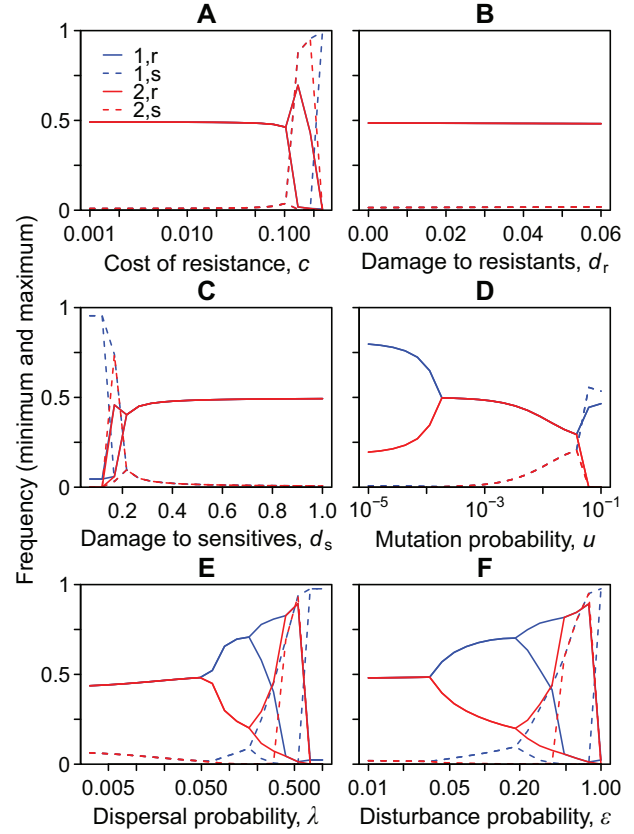 A
B
1
0.5
0
1,r
1,s
2,r
2,s
0.001 0.010 0.100
0.00 0.02 0.04 0.06
Cost of resistance, c
Damage to resistants, dr
C
D
1
0.5
0
0.2 0.4 0.6 0.8 1.0
10−5 10−3 10−1
Damage to sensitives, ds
Mutation probability, u
Frequency (minimum and maximum)
E
F
1
0.5
0
0.005 0.050 0.500
0.01 0.05 0.20 1.00
Dispersal probability, λ
Disturbance probability, ε